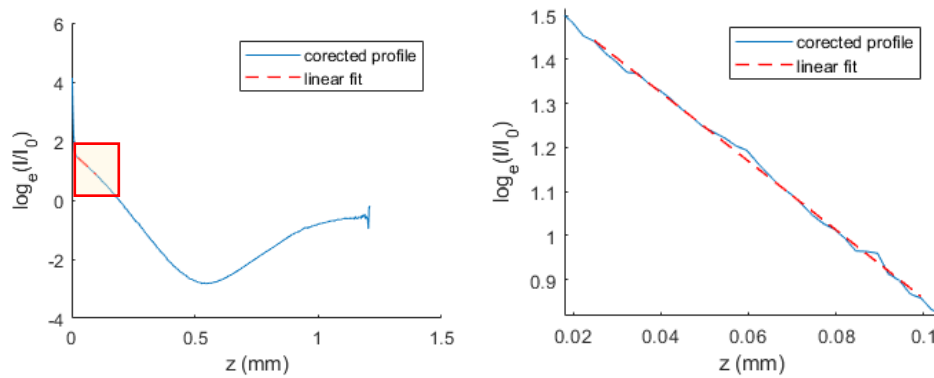 6
4
2
0
-2
-4
0
0.5
1
1.5
log_e(I/I_0)
z (mm)
corected profile
linear fit
1.5
1.4
1.3
1.2
1.1
1
0.9
0.02
0.04
0.06
0.08
0.1
log_e(I/I_0)
z (mm)
corected profile
linear fit